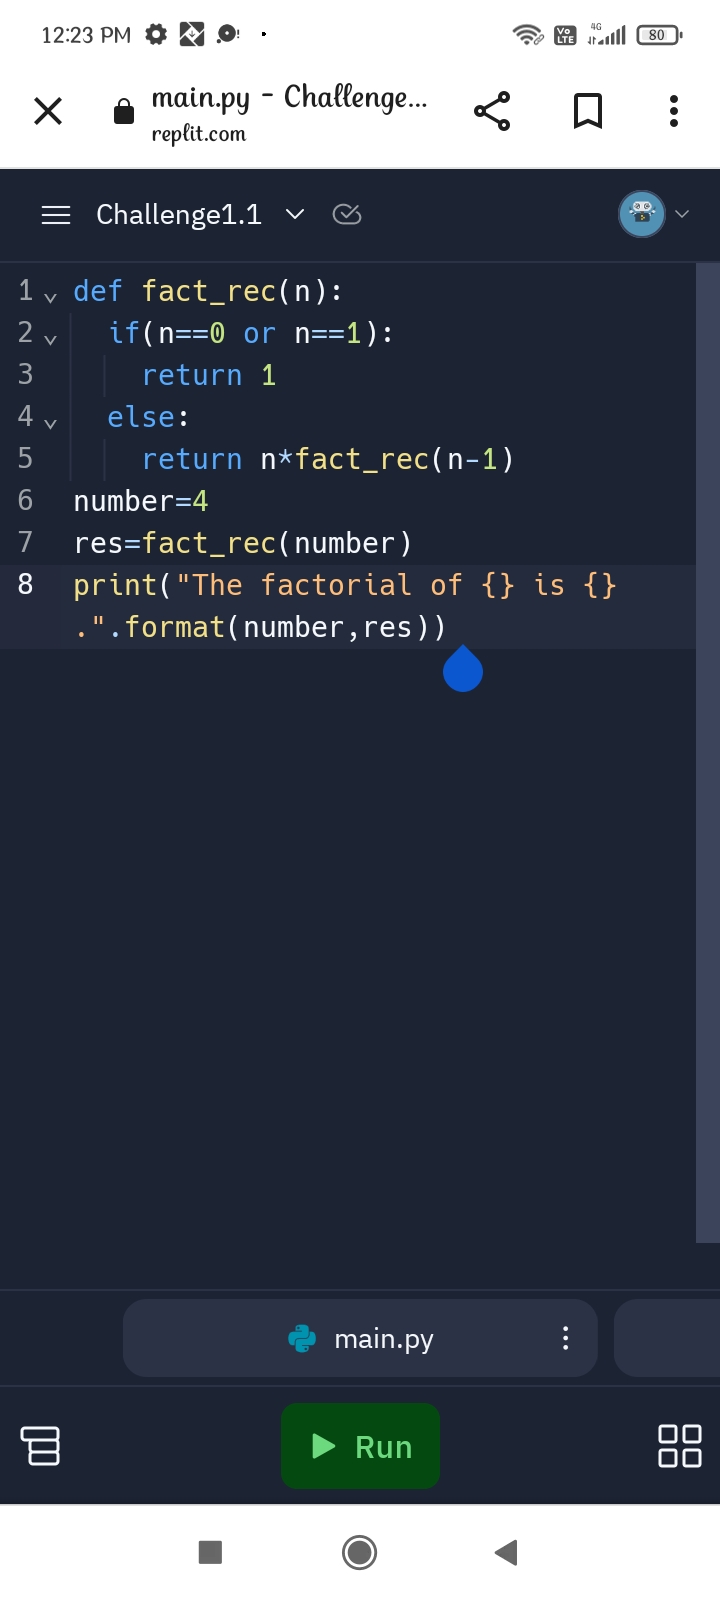 12:23 PM
Vo LTE
4G
80
main.py - Challenge...
replit.com
Challenge1.1
1 def fact_rec(n):
2   if(n==0 or n==1):
3     return 1
4   else:
5     return n*fact_rec(n-1)
6 number=4
7 res=fact_rec(number)
8 print("The factorial of {} is {}
.".format(number,res))
main.py
Run